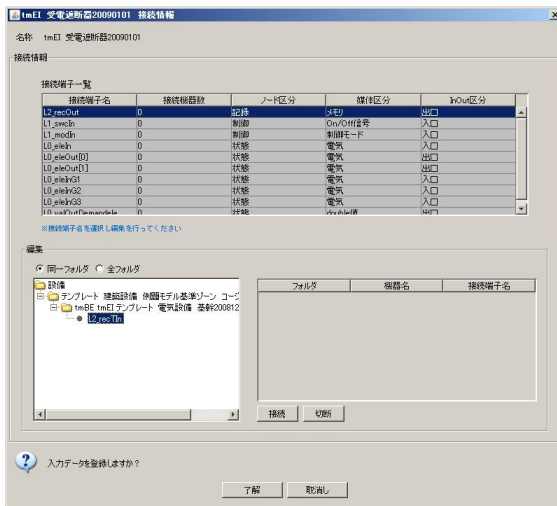 tmEI 受電遮断器20090101 接続情報
名称 tmEI 受電遮断器20090101
接続情報
接続端子一覧
接続端子名 接続機器数 ノード区分 媒体区分 InOut区分
L2_recOut 0 記録 メモリ 出口
L1_swcIn 0 制御 On/Off信号 入口
L1_modIn 0 制御 制御モード 入口
L0_eleIn 0 状態 電気 入口
L0_eleOut[0] 0 状態 電気 出口
L0_eleOut[1] 0 状態 電気 出口
L0_eleInG1 0 状態 電気 入口
L0_eleInG2 0 状態 電気 入口
L0_eleInG3 0 状態 電気 入口
L0_valOutDemandele 0 状態 double値 出口
※接続端子名を選択し編集を行ってください
編集
同一フォルダ 全フォルダ
設備
テンプレート 建築設備 例題モデル基準ゾーン コージ
tmBE tmEI テンプレート 電気設備 基幹200812
L2_recTIn
フォルダ 機器名 接続端子名
接続 切断
入力データを登録しますか？
了解 取消し